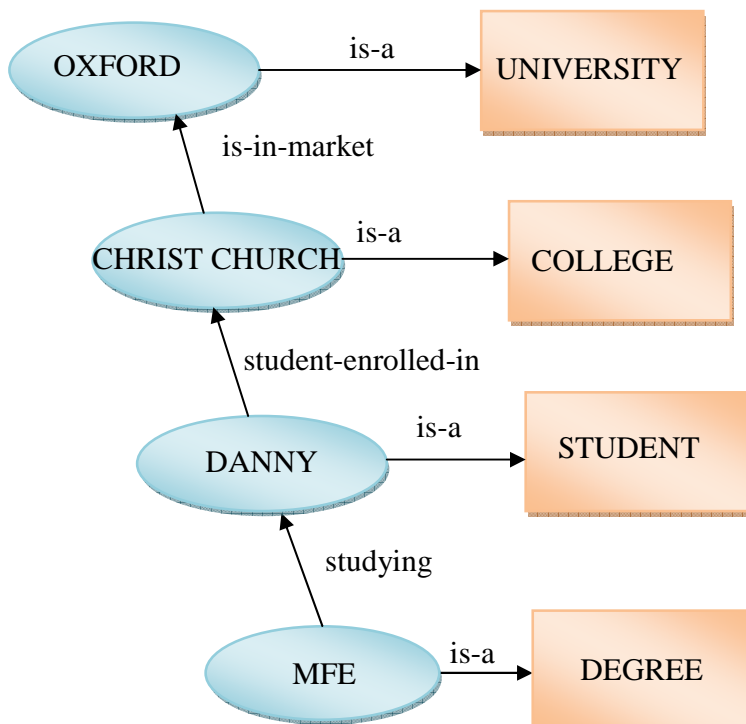 OXFORD
is-a
UNIVERSITY
is-in-market
CHRIST CHURCH
is-a
COLLEGE
student-enrolled-in
DANNY
is-a
STUDENT
studying
MFE
is-a
DEGREE